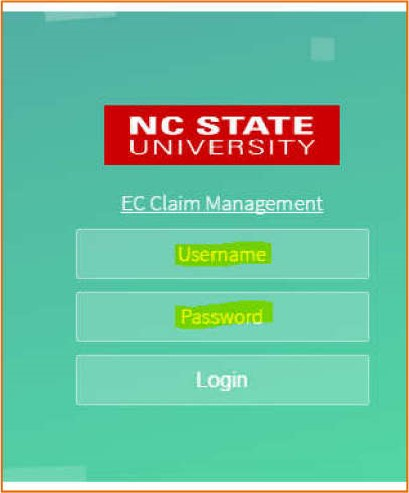 NC STATE
UNIVERSITY
EC Claim Management
Username
Password
Login